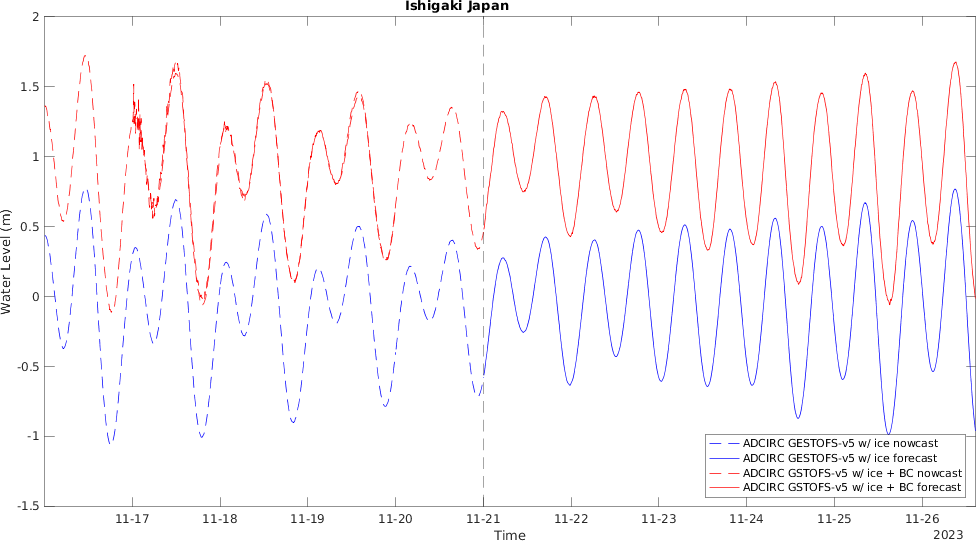 Ishigaki Japan
2
1.5
1
0.5
0
-0.5
-1
-1.5
Water Level (m)
ADCIRC GESTOFS-v5 w/ ice nowcast
ADCIRC GESTOFS-v5 w/ ice forecast
ADCIRC GSTOFS-v5 w/ ice + BC nowcast
ADCIRC GSTOFS-v5 w/ ice + BC forecast
11-17 11-18 11-19 11-20 11-21 11-22 11-23 11-24 11-25 11-26
Time
2023